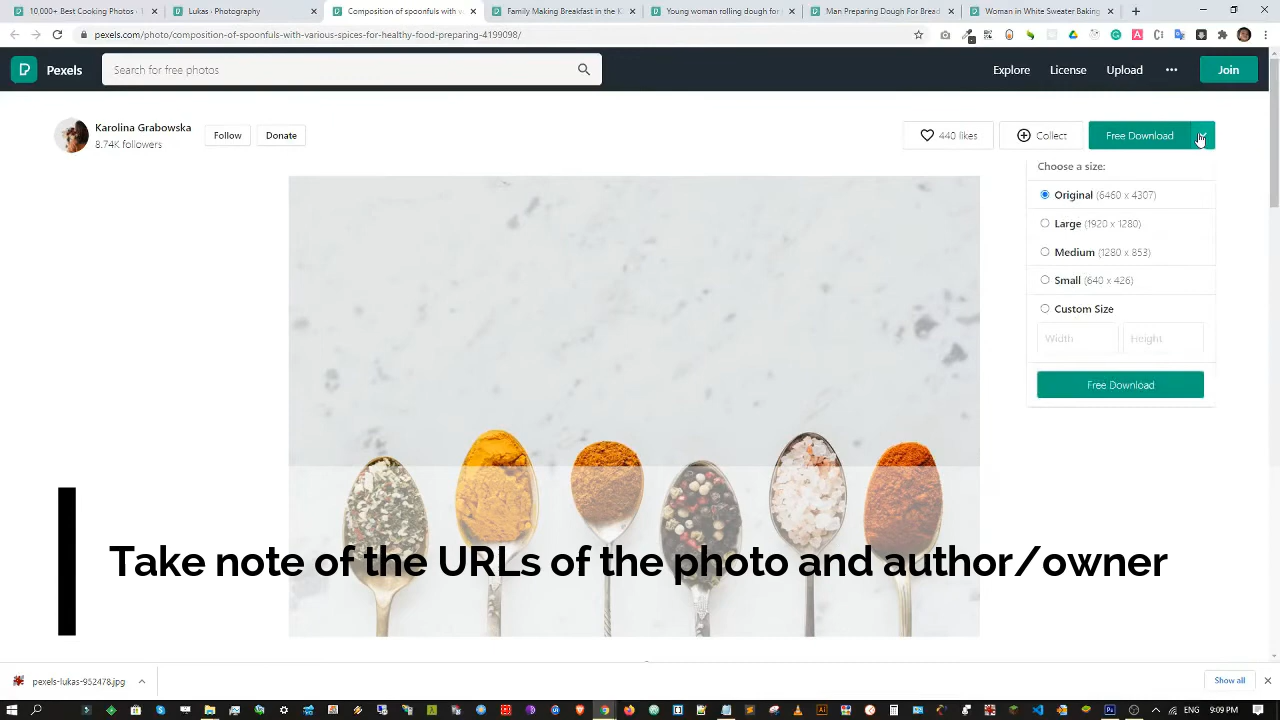 10,000+ Best Cooking Photos
Lukas · Photography
Composition of spoonfuls with v
Family Making Breakfast in the K
Young woman rolling dough for
Man Preparing Dough For Bread
Woman in White Sweater Baking
pexels.com/photo/composition-of-spoonfuls-with-various-spices-for-healthy-food-preparing-4199098/
Pexels
Search for free photos
Explore
License
Upload
Join
Karolina Grabowska
8.74K followers
Follow
Donate
440 likes
Collect
Free Download
Choose a size:
Original (6460 x 4307)
Large (1920 x 1280)
Medium (1280 x 853)
Small (640 x 426)
Custom Size
Width
Height
Free Download
Take note of the URLs of the photo and author/owner
pexels-lukas-952478.jpg
Show all
ENG
9:09 PM